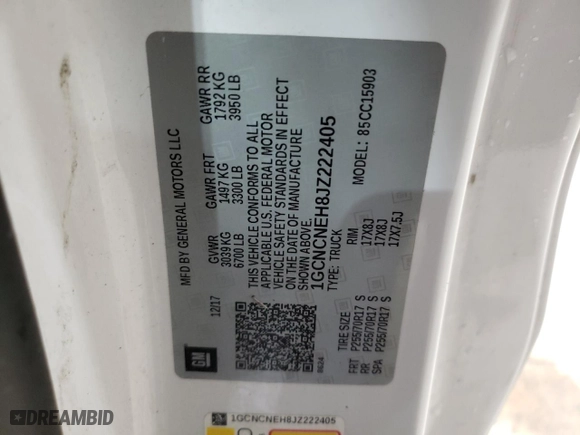 MFD BY GENERAL MOTORS LLC
GVWR GAWR FRT GAWR RR
3039 KG 1497 KG 1792 KG
6700 LB 3300 LB 3950 LB
THIS VEHICLE CONFORMS TO ALL
APPLICABLE U.S. FEDERAL MOTOR
VEHICLE SAFETY STANDARDS IN EFFECT
ON THE DATE OF MANUFACTURE
SHOWN ABOVE.
1GCNCNEH8JZ222405
TYPE: TRUCK MODEL: 85CC15903
12/17
GM
TIRE SIZE RIM
FRT P255/70R17 S 17X8J
RR P255/70R17 S 17X8J
SPA P255/70R17 S 17X7.5J
1GCNCNEH8JZ222405
DREAMBID.COM